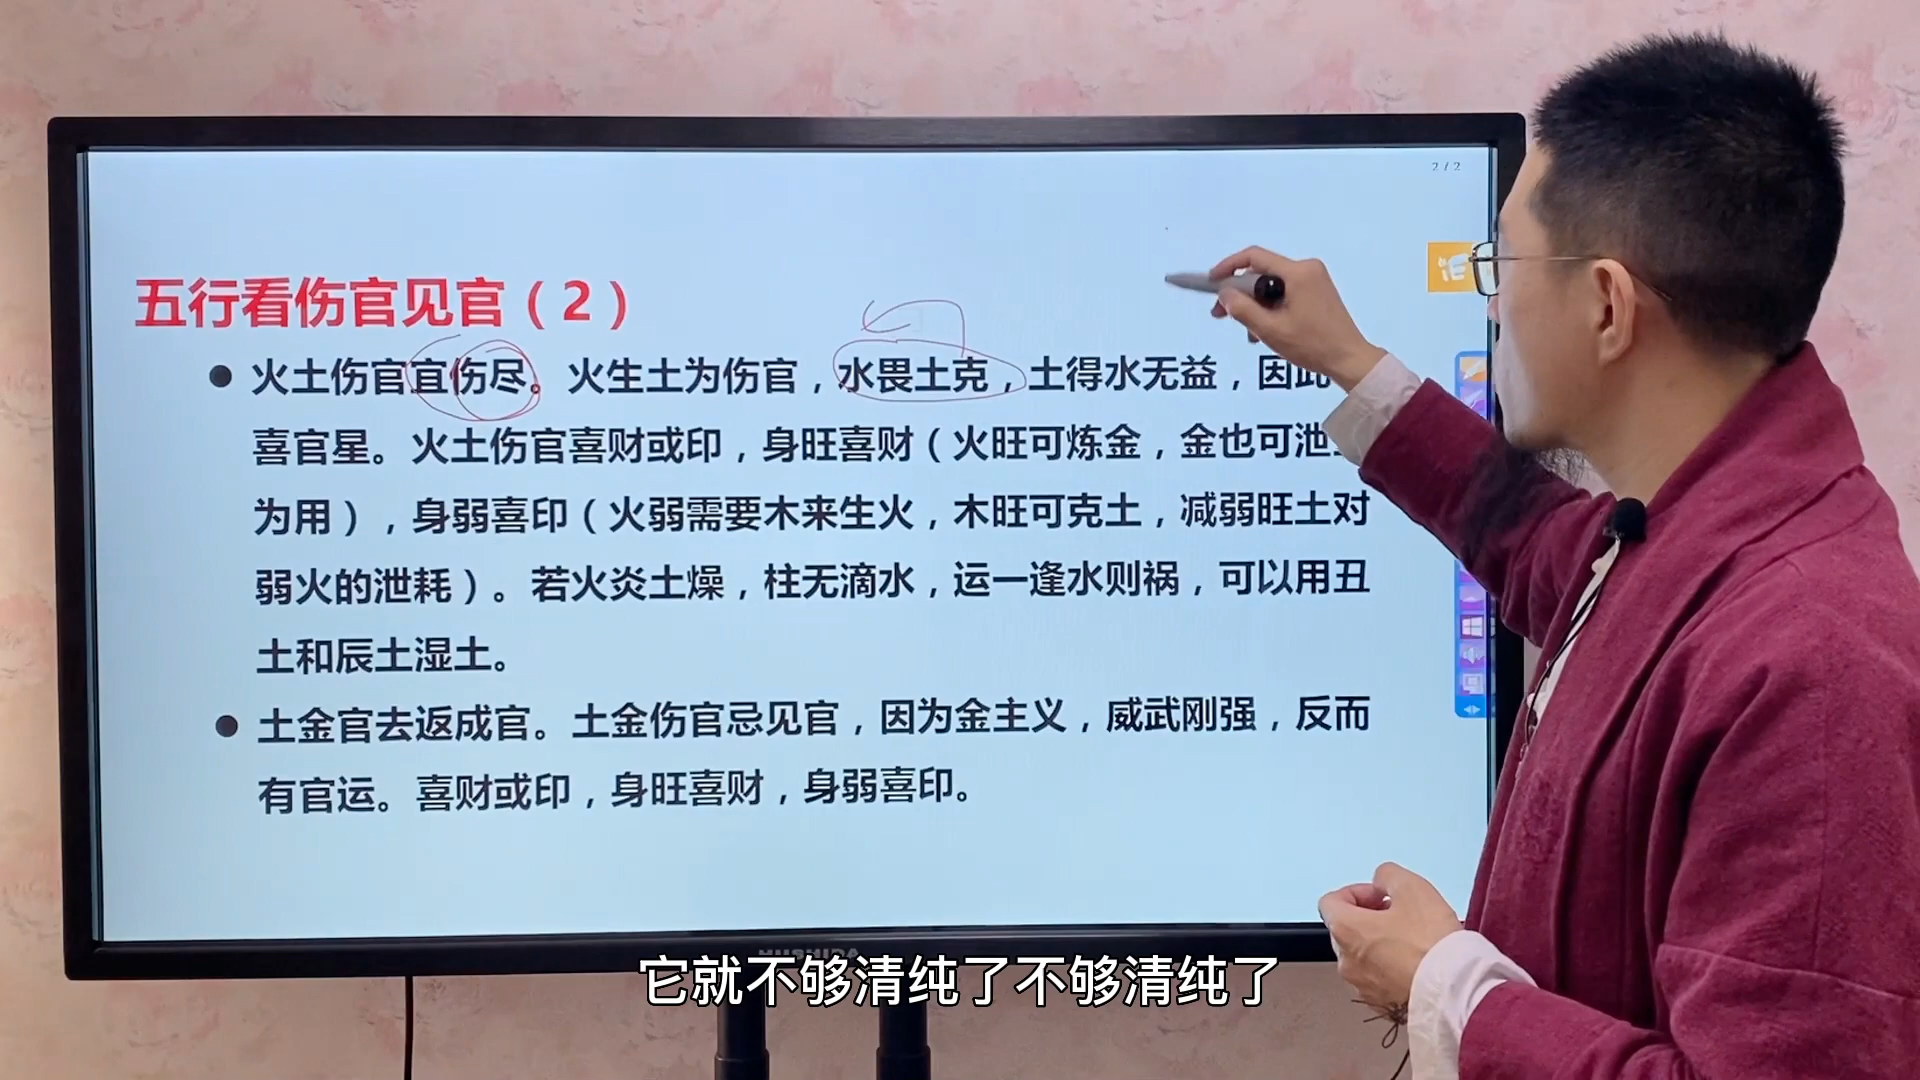 2 / 2
五行看伤官见官（2）
● 火土伤官宜伤尽。火生土为伤官，水畏土克，土得水无益，因此
喜官星。火土伤官喜财或印，身旺喜财（火旺可炼金，金也可泄
为用），身弱喜印（火弱需要木来生火，木旺可克土，减弱旺土对
弱火的泄耗）。若火炎土燥，柱无滴水，运一逢水则祸，可以用丑
土和辰土湿土。
● 土金官去返成官。土金伤官忌见官，因为金主义，威武刚强，反而
有官运。喜财或印，身旺喜财，身弱喜印。
它就不够清纯了不够清纯了